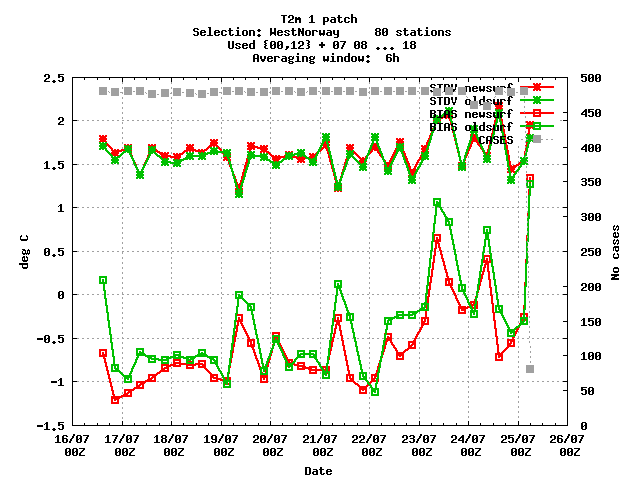 T2m 1 patch
Selection: WestNorway 80 stations
Used {00,12} + 07 08 ... 18
Averaging window: 6h
STDV newsurf
STDV oldsurf
BIAS newsurf
BIAS oldsurf
CASES
2.5
2
1.5
1
0.5
0
-0.5
-1
-1.5
deg C
500
450
400
350
300
250
200
150
100
50
0
No cases
16/07 17/07 18/07 19/07 20/07 21/07 22/07 23/07 24/07 25/07 26/07
00Z 00Z 00Z 00Z 00Z 00Z 00Z 00Z 00Z 00Z 00Z
Date